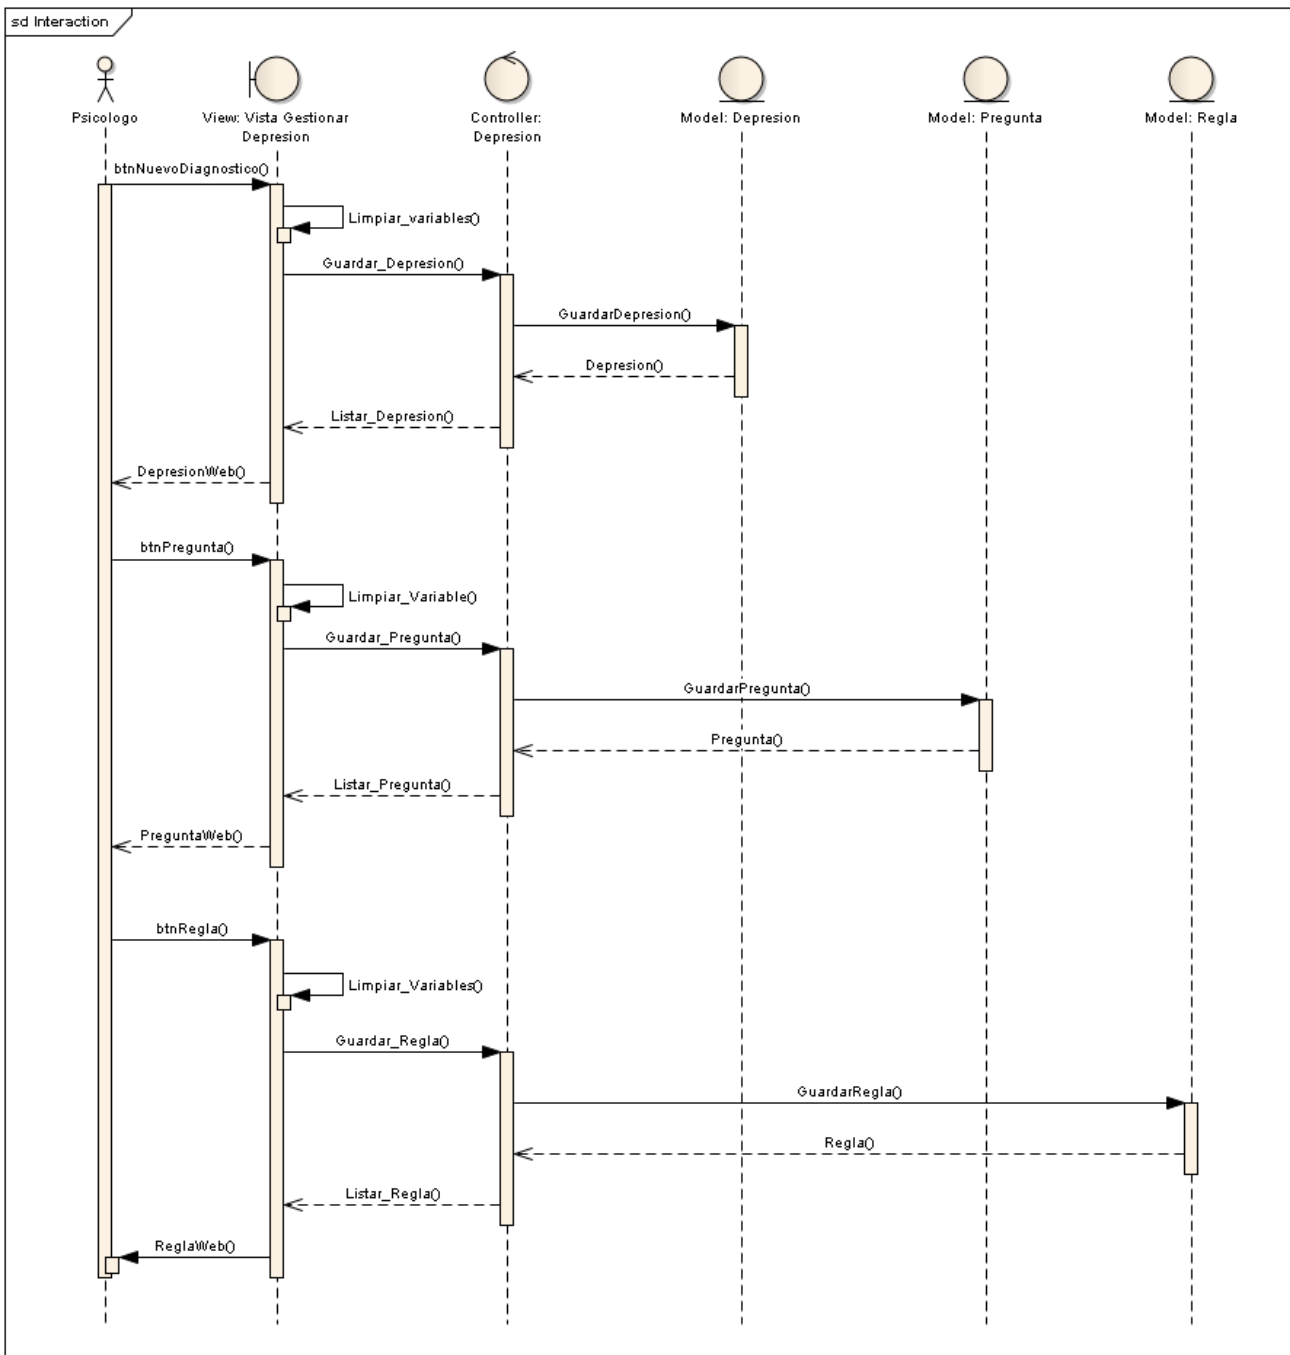 sd Interaction
Psicologo
View: Vista Gestionar
Depresion
Controller:
Depresion
Model: Depresion
Model: Pregunta
Model: Regla
btnNuevoDiagnostico()
Limpiar_variables()
Guardar_Depresion()
GuardarDepresion()
Depresion()
Listar_Depresion()
DepresionWeb()
btnPregunta()
Limpiar_Variable()
Guardar_Pregunta()
GuardarPregunta()
Pregunta()
Listar_Pregunta()
PreguntaWeb()
btnRegla()
Limpiar_Variables()
Guardar_Regla()
GuardarRegla()
Regla()
Listar_Regla()
ReglaWeb()